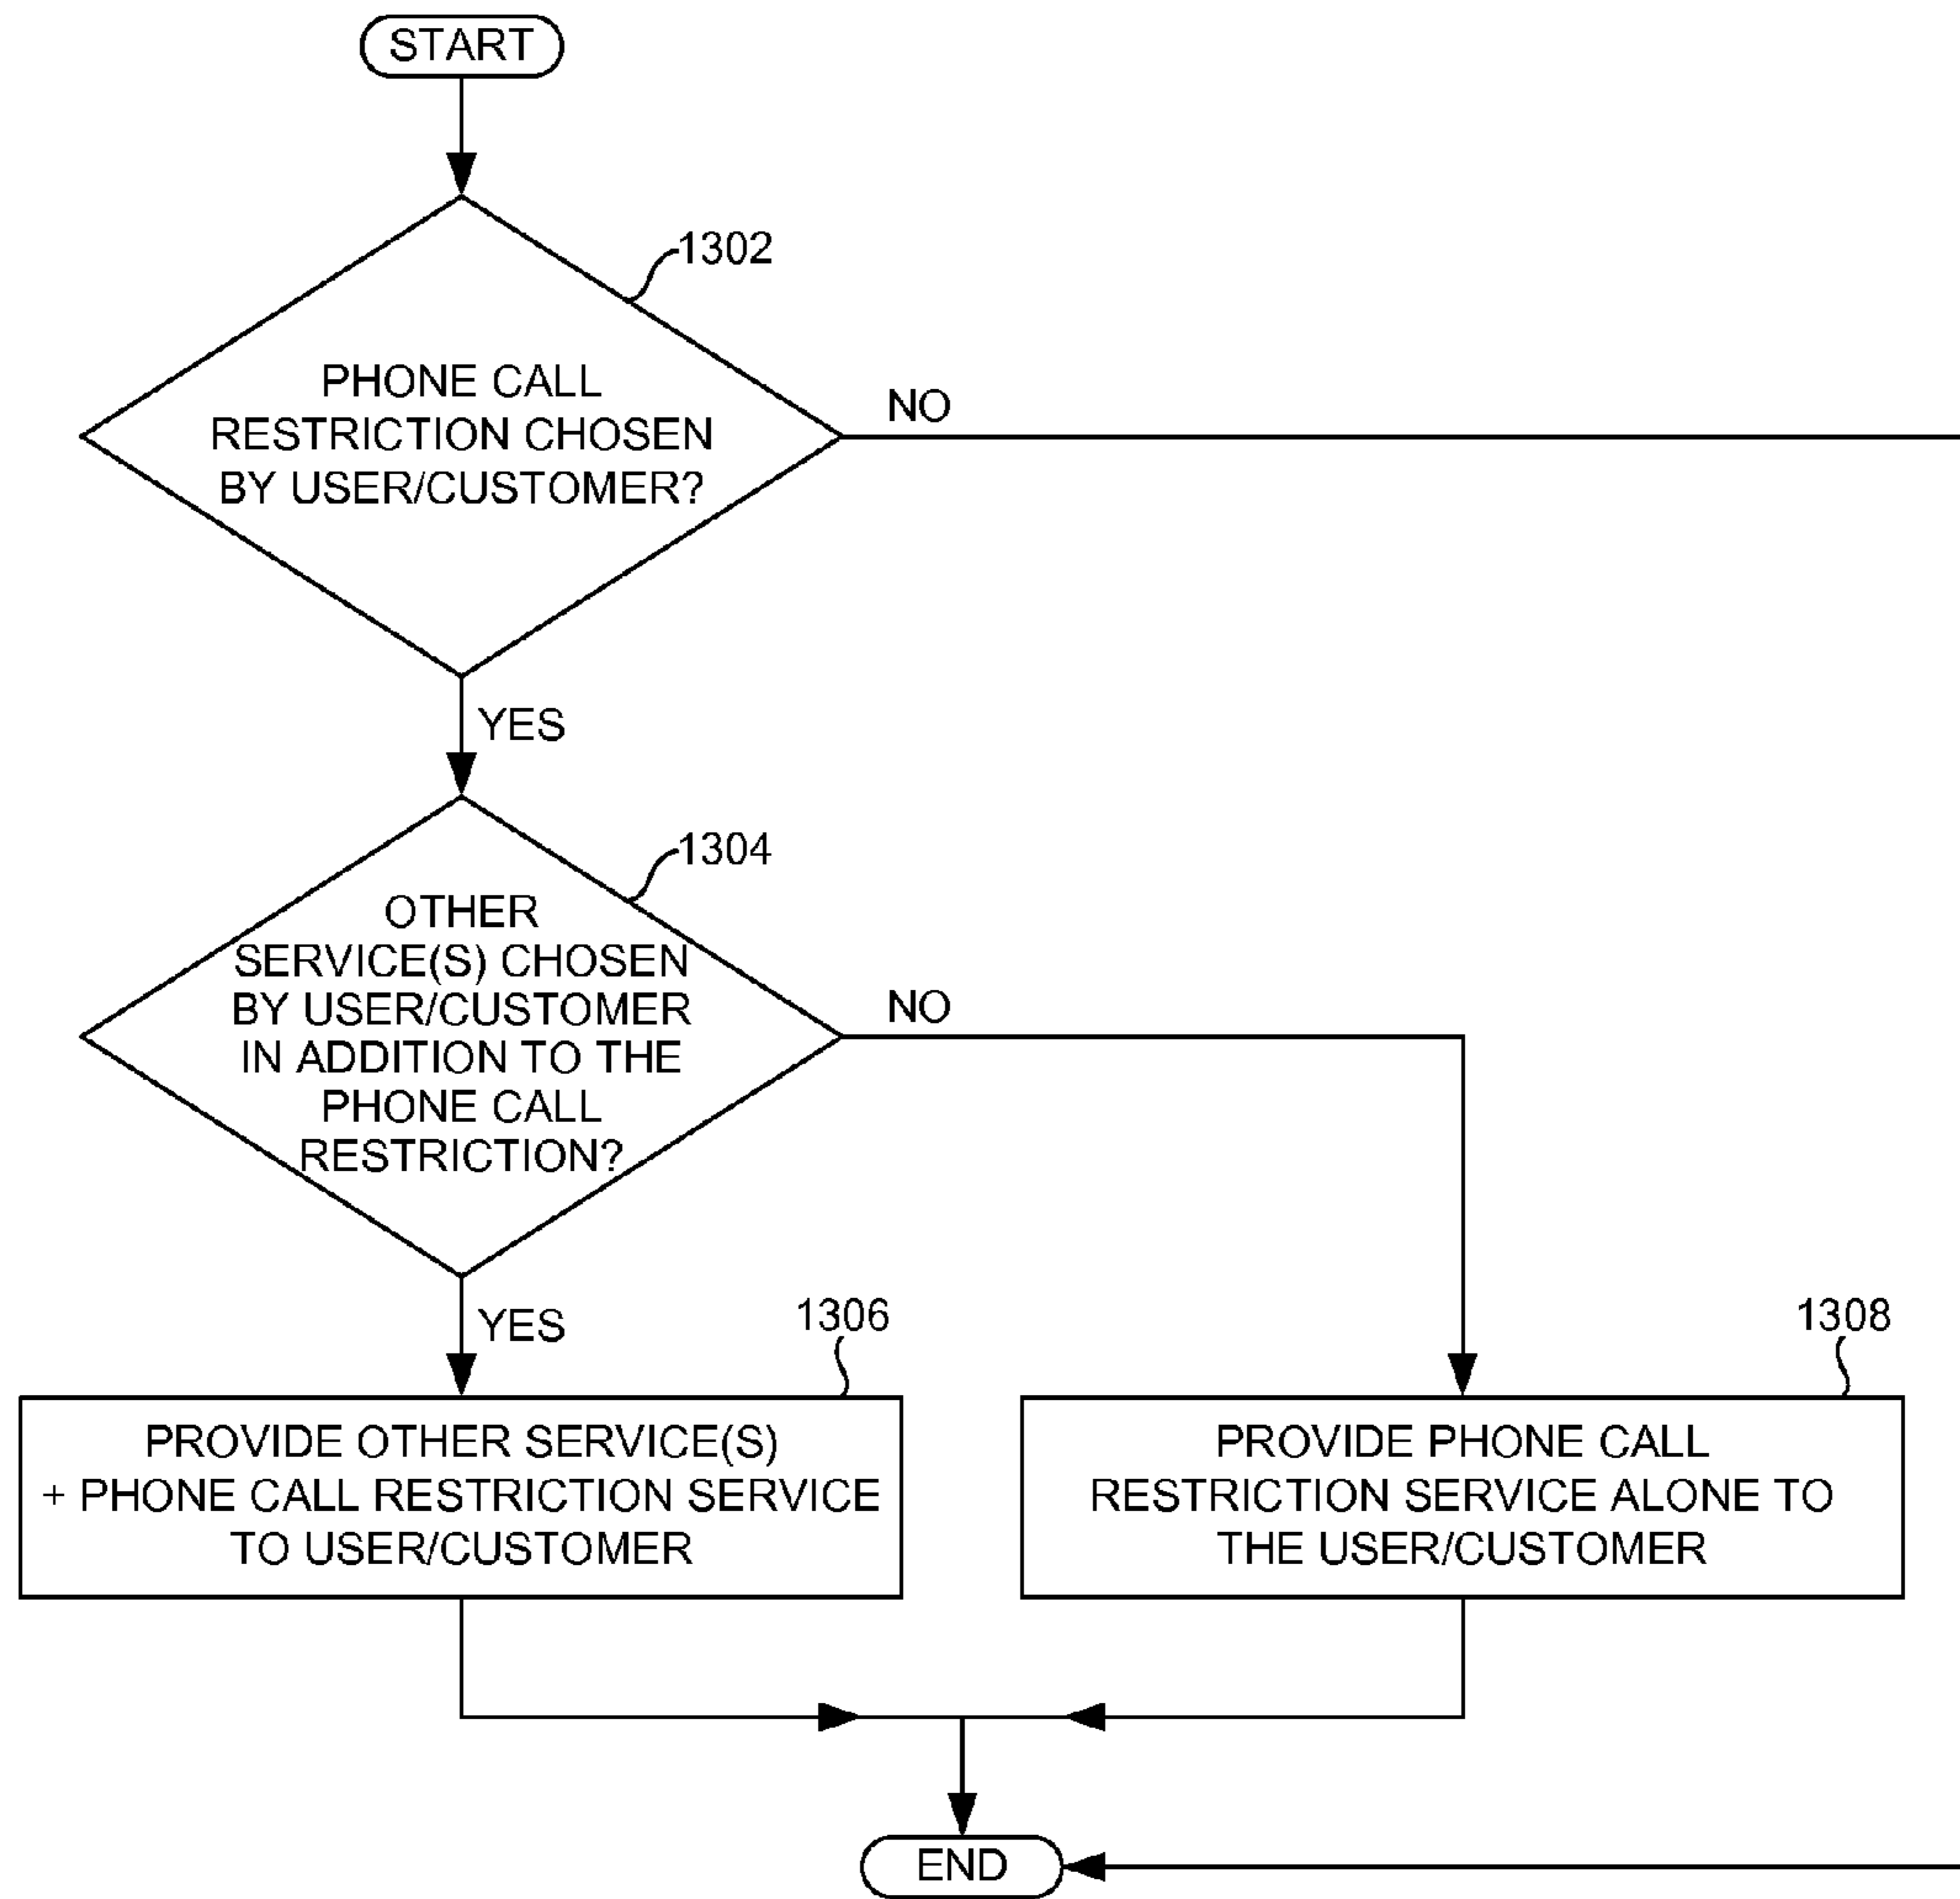 START
1302
PHONE CALL
RESTRICTION CHOSEN
BY USER/CUSTOMER?
NO
YES
1304
OTHER
SERVICE(S) CHOSEN
BY USER/CUSTOMER
IN ADDITION TO THE
PHONE CALL
RESTRICTION?
NO
YES
1306
PROVIDE OTHER SERVICE(S)
+ PHONE CALL RESTRICTION SERVICE
TO USER/CUSTOMER
1308
PROVIDE PHONE CALL
RESTRICTION SERVICE ALONE TO
THE USER/CUSTOMER
END